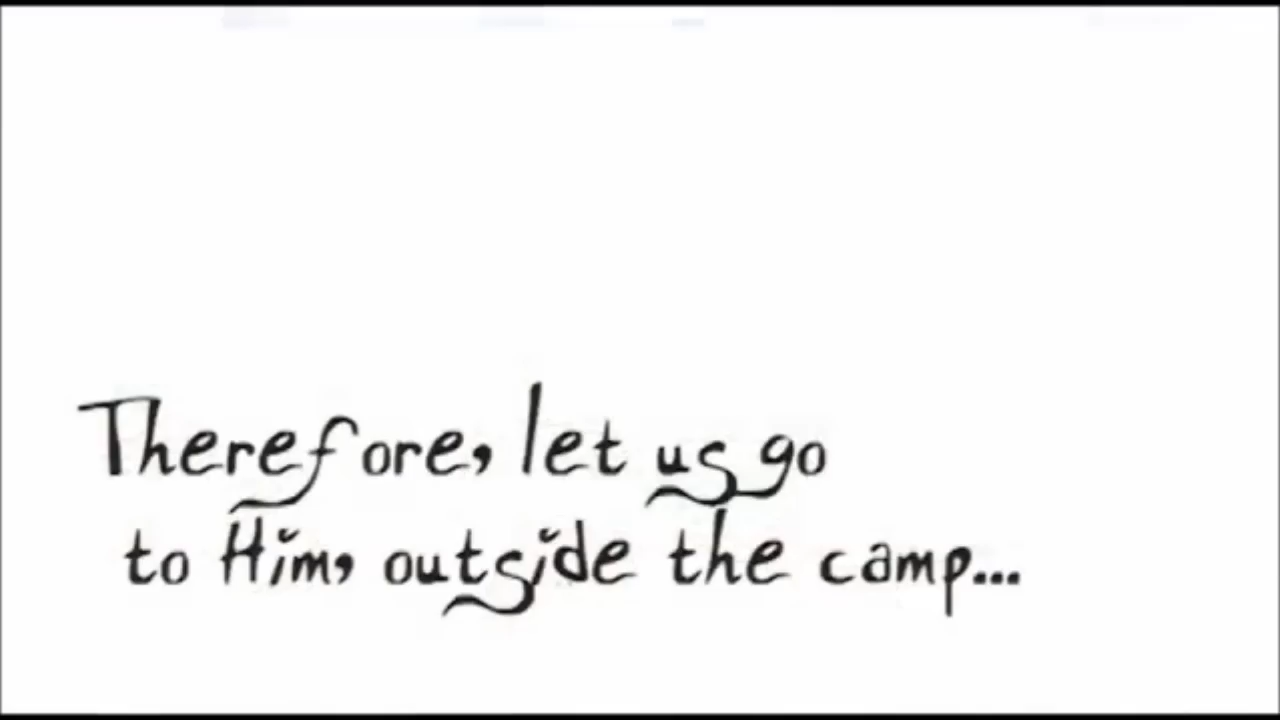 Therefore, let us go
to Him, outside the camp...